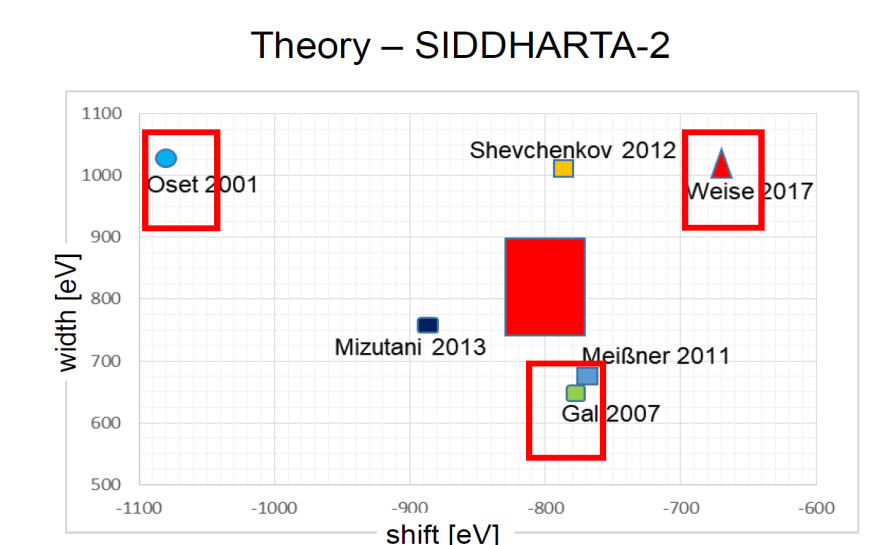 Theory – SIDDHARTA-2
1100
1000
900
800
700
600
500
width [eV]
Shevchenkov 2012
Oset 2001
Weise 2017
Mizutani 2013
Meißner 2011
Gal 2007
-1100 -1000 -900 -800 -700 -600
shift [eV]